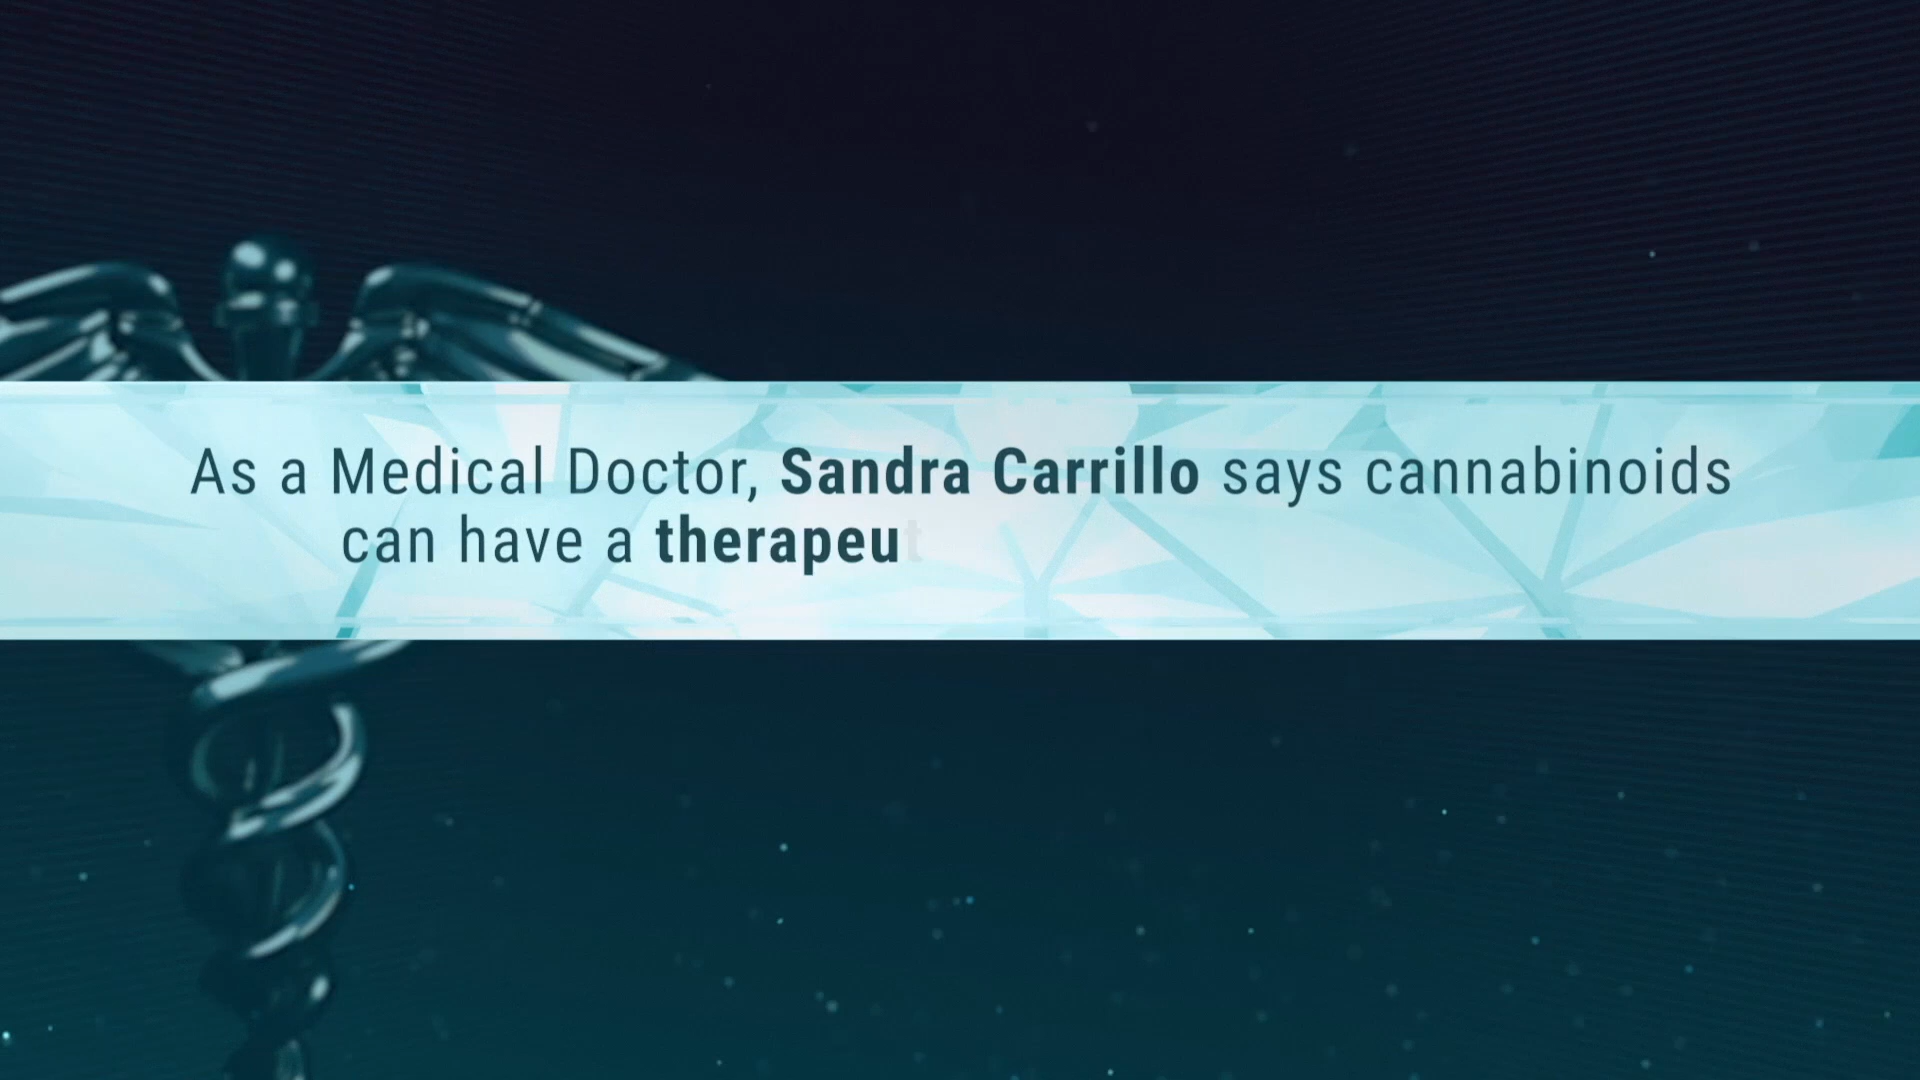 As a Medical Doctor, Sandra Carrillo says cannabinoids
can have a therapeut